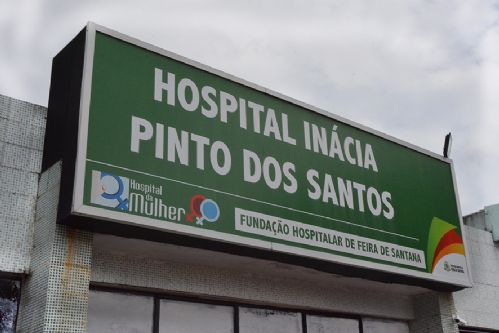 HOSPITAL INÁCIA
PINTO DOS SANTOS
Hospital
da
Mulher
FUNDAÇÃO HOSPITALAR DE FEIRA DE SANTANA